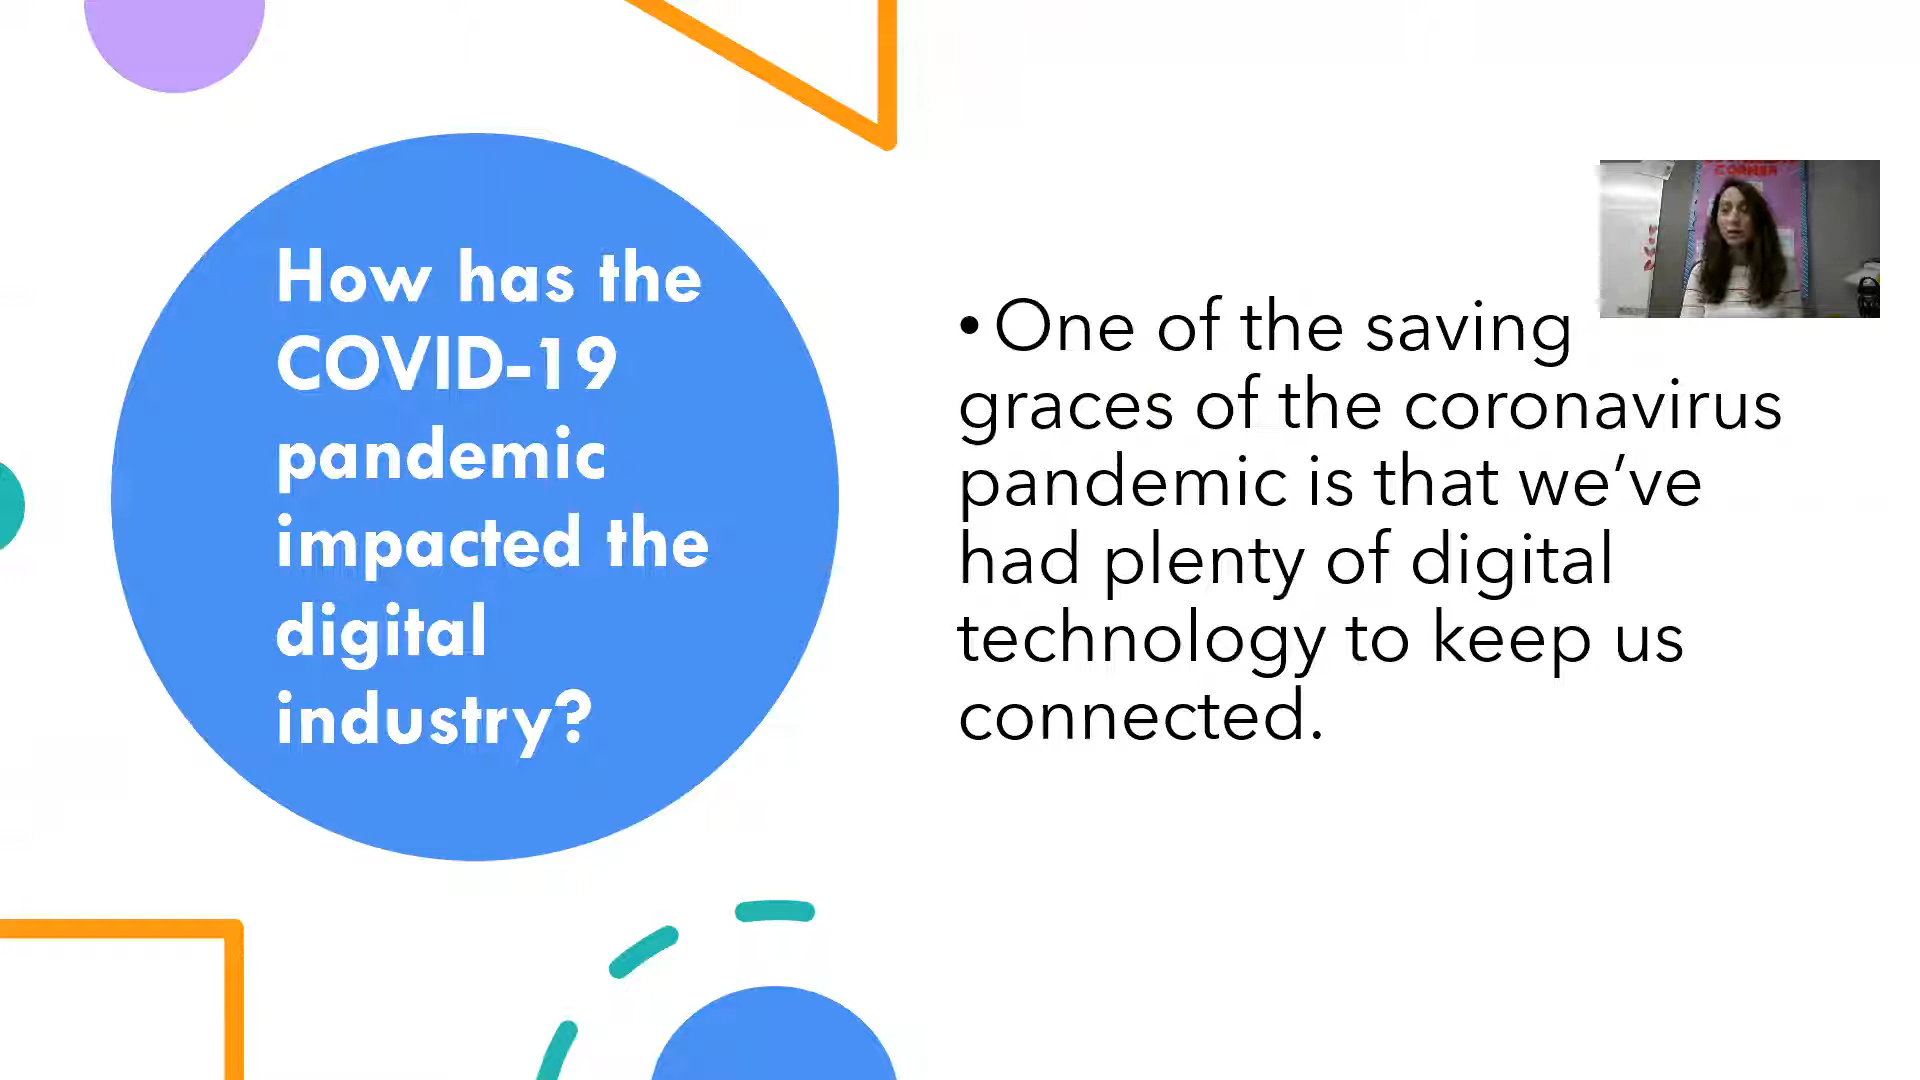 How has the
COVID-19
pandemic
impacted the
digital
industry?
• One of the saving
graces of the coronavirus
pandemic is that we’ve
had plenty of digital
technology to keep us
connected.
CORNER